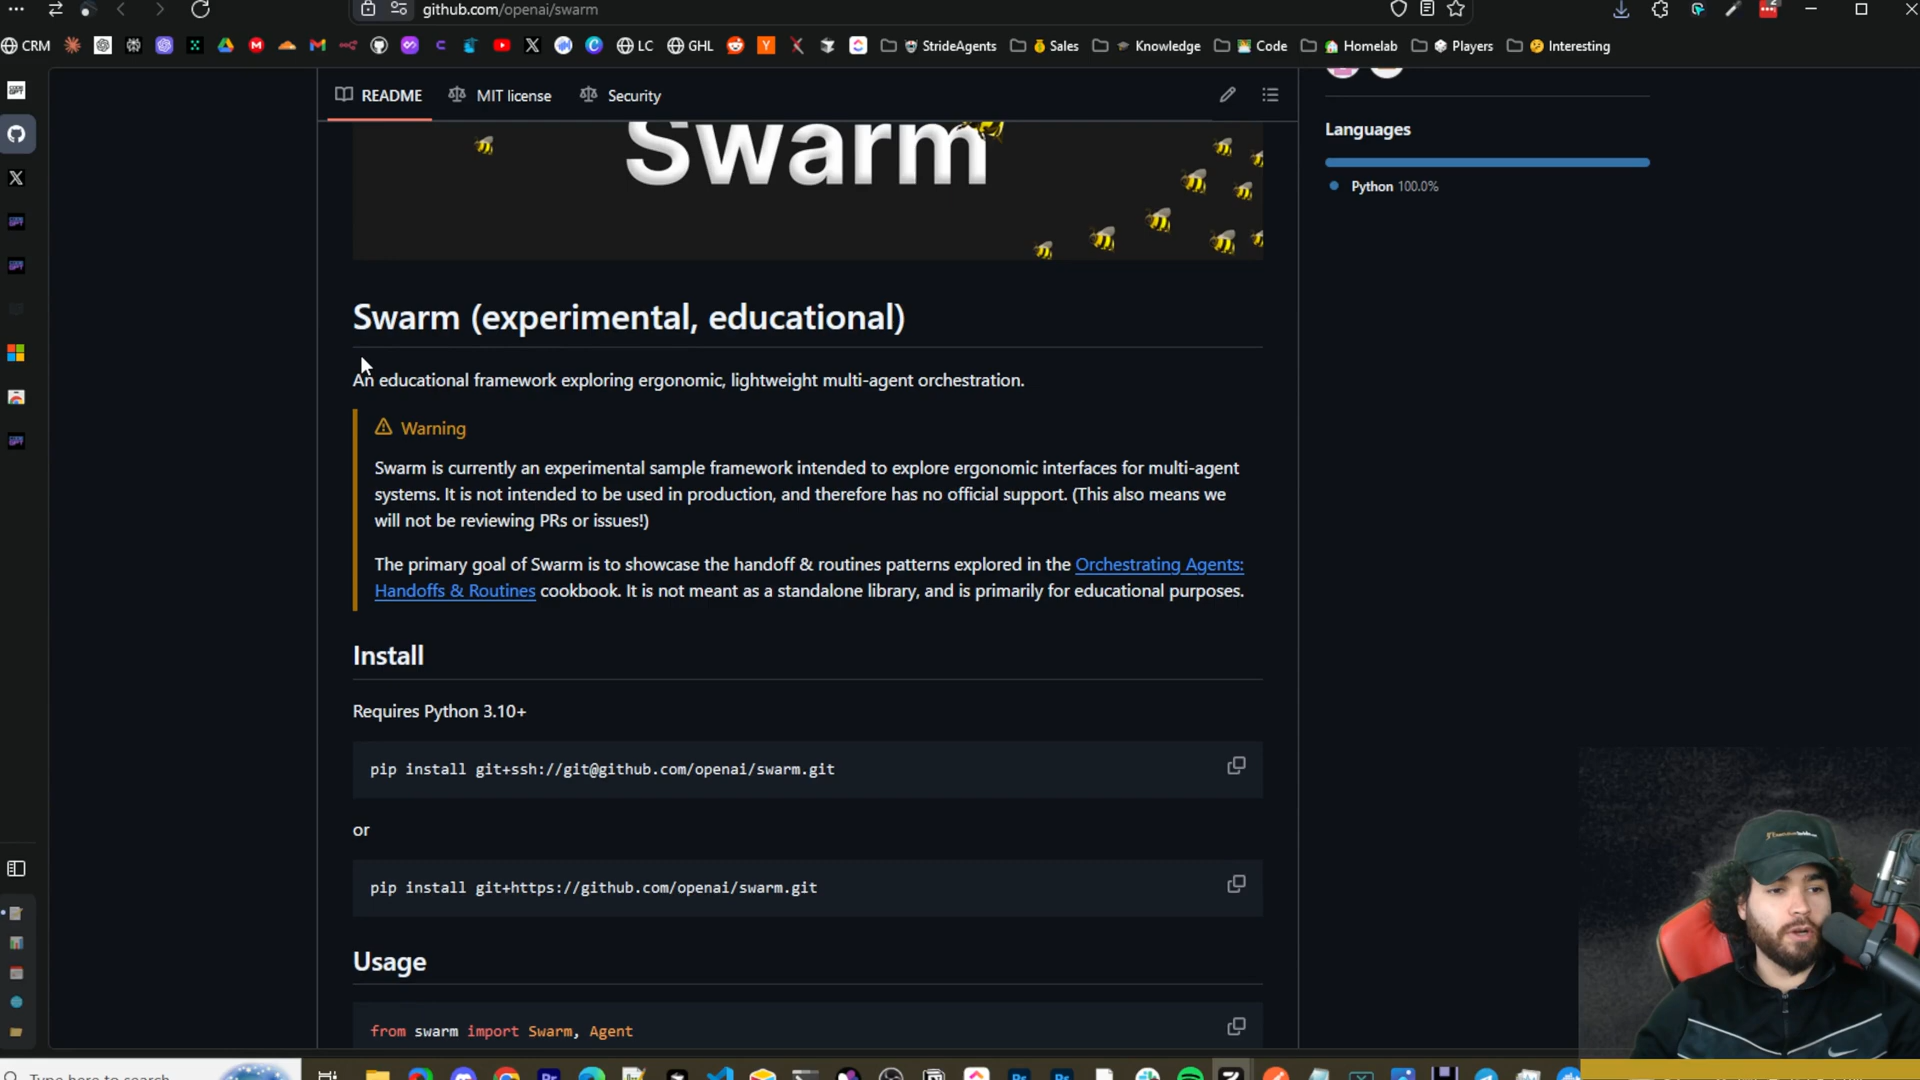 github.com/openai/swarm
CRM
LC
GHL
StrideAgents
Sales
Knowledge
Code
Homelab
Players
Interesting
README
MIT license
Security
Swarm
Languages
Python 100.0%
Swarm (experimental, educational)
An educational framework exploring ergonomic, lightweight multi-agent orchestration.
Warning
Swarm is currently an experimental sample framework intended to explore ergonomic interfaces for multi-agent
systems. It is not intended to be used in production, and therefore has no official support. (This also means we
will not be reviewing PRs or issues!)
The primary goal of Swarm is to showcase the handoff & routines patterns explored in the Orchestrating Agents:
Handoffs & Routines cookbook. It is not meant as a standalone library, and is primarily for educational purposes.
Install
Requires Python 3.10+
pip install git+ssh://git@github.com/openai/swarm.git
or
pip install git+https://github.com/openai/swarm.git
Usage
from swarm import Swarm, Agent
Type here to search